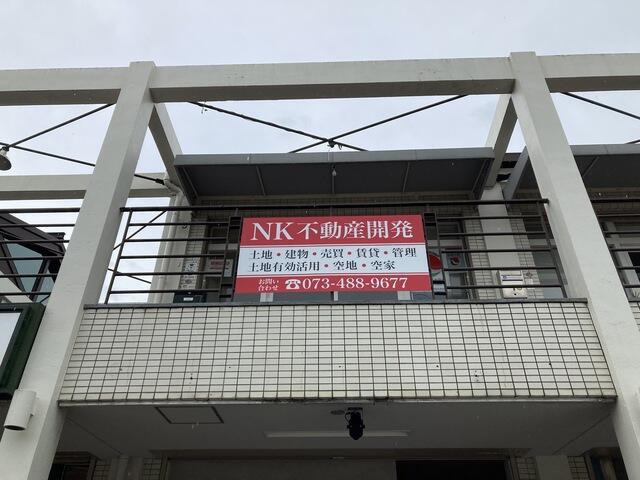 NK不動産開発
土地・建物・売買・賃貸・管理
土地有効活用・空地・空家
お問い合わせ ☎073-488-9677